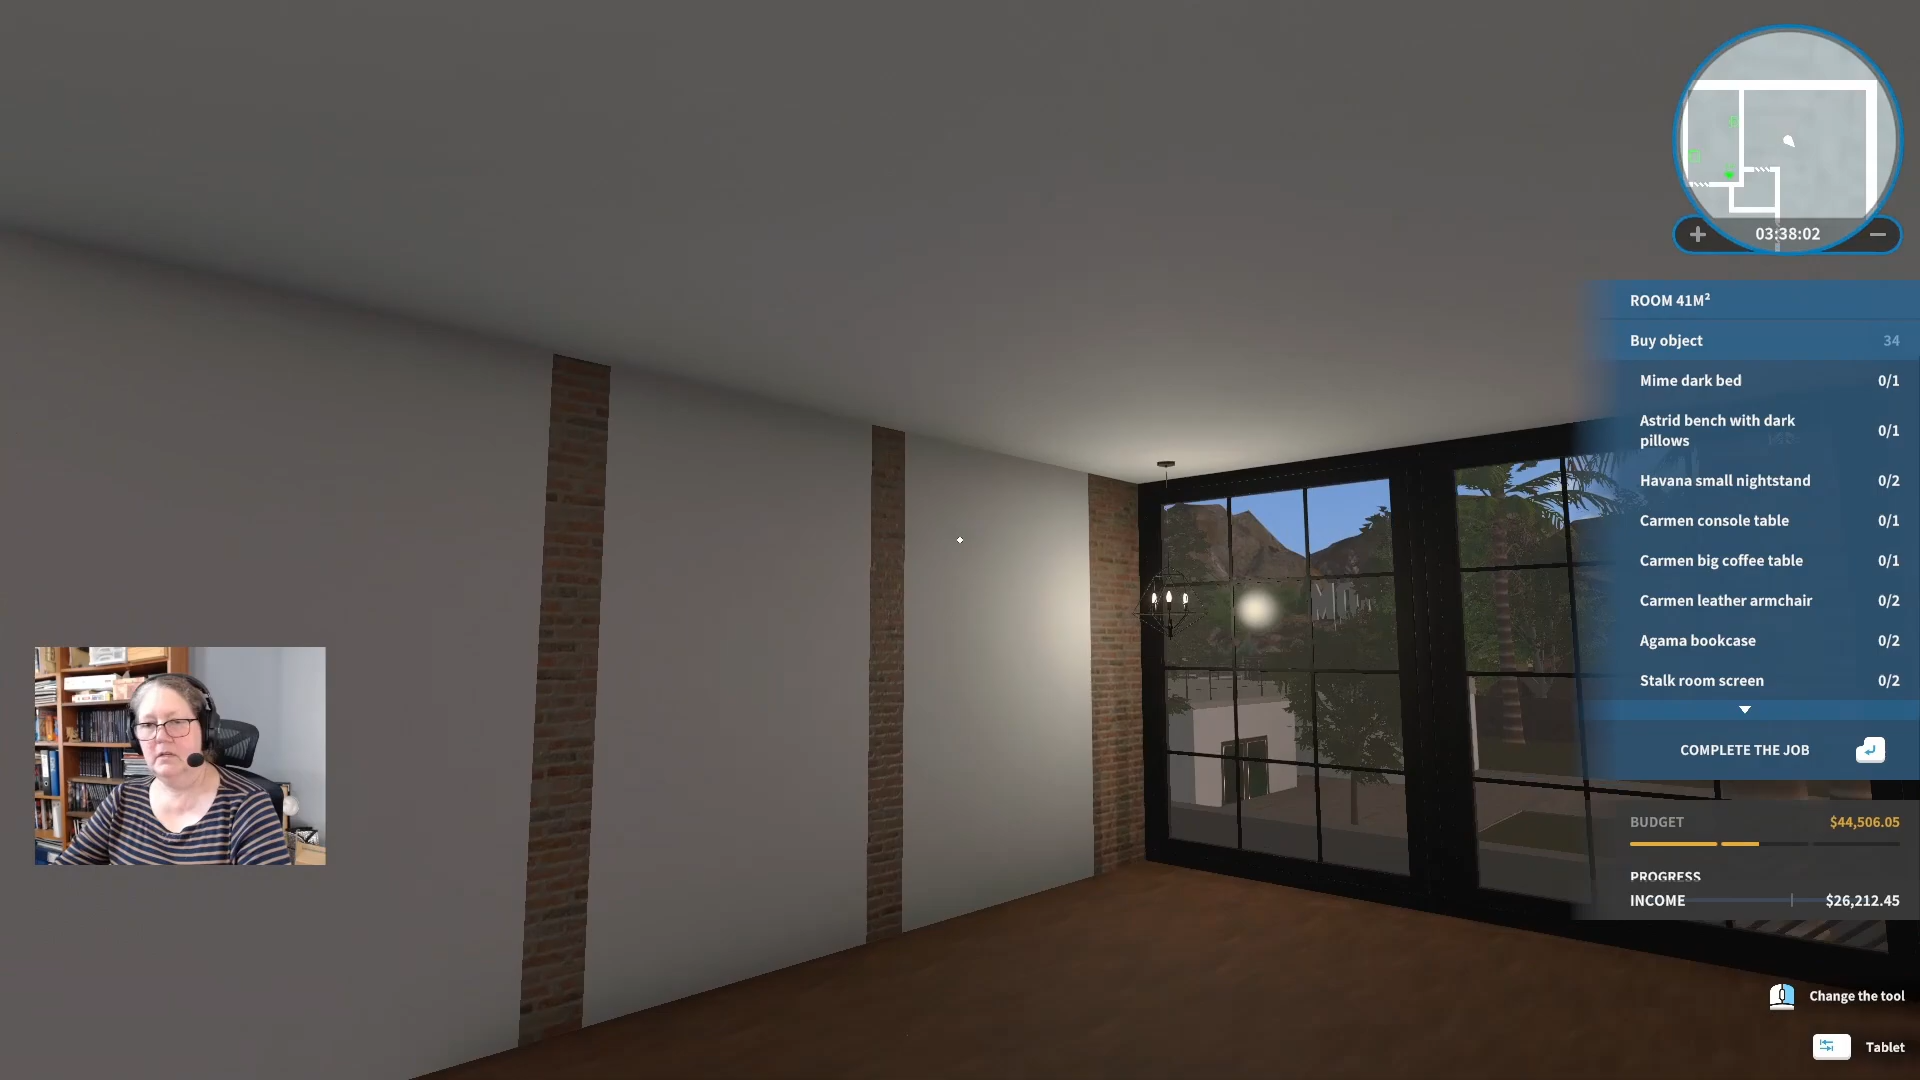 03:38:02
ROOM 41M²
Buy object 34
Mime dark bed 0/1
Astrid bench with dark
pillows 0/1
Havana small nightstand 0/2
Carmen console table 0/1
Carmen big coffee table 0/1
Carmen leather armchair 0/2
Agama bookcase 0/2
Stalk room screen 0/2
COMPLETE THE JOB
BUDGET $44,506.05
PROGRESS
INCOME $26,212.45
Change the tool
Tablet